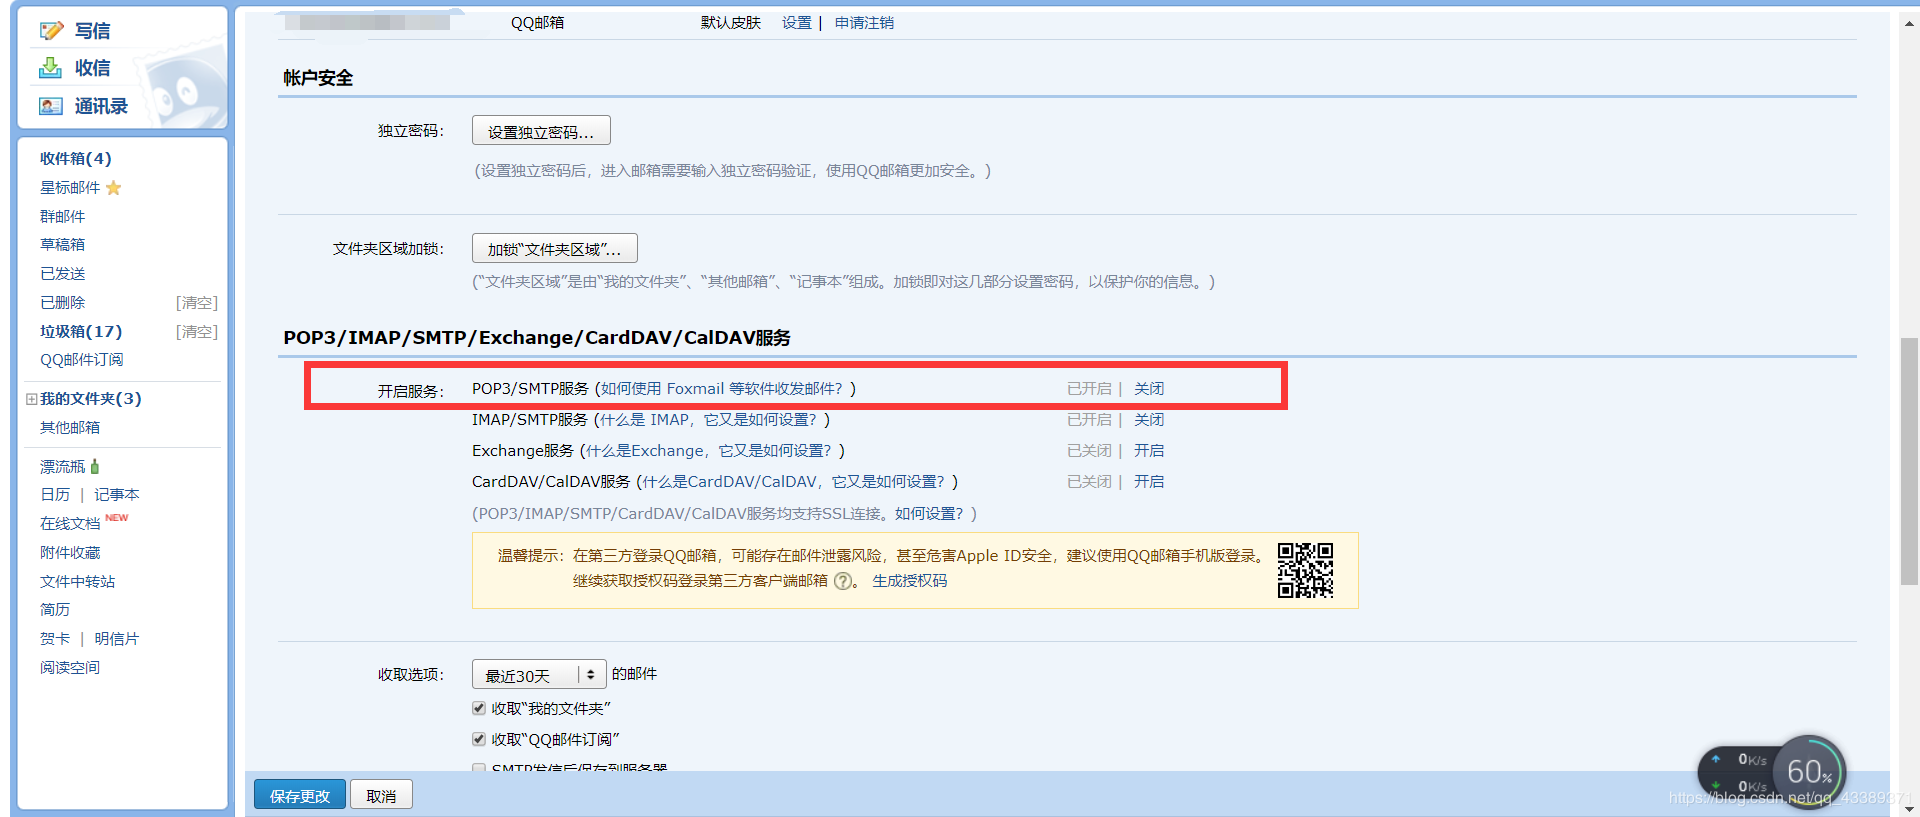 写信
收信
通讯录
收件箱(4)
星标邮件
群邮件
草稿箱
已发送
已删除 [清空]
垃圾箱(17) [清空]
QQ邮件订阅
我的文件夹(3)
其他邮箱
漂流瓶
日历 | 记事本
在线文档 NEW
附件收藏
文件中转站
简历
贺卡 | 明信片
阅读空间
QQ邮箱 默认皮肤 设置 | 申请注销
帐户安全
独立密码： 设置独立密码...
(设置独立密码后，进入邮箱需要输入独立密码验证，使用QQ邮箱更加安全。)
文件夹区域加锁： 加锁“文件夹区域”...
(“文件夹区域”是由“我的文件夹”、“其他邮箱”、“记事本”组成。加锁即对这几部分设置密码，以保护你的信息。)
POP3/IMAP/SMTP/Exchange/CardDAV/CalDAV服务
开启服务： POP3/SMTP服务 (如何使用 Foxmail 等软件收发邮件？) 已开启 | 关闭
IMAP/SMTP服务 (什么是 IMAP，它又是如何设置？) 已开启 | 关闭
Exchange服务 (什么是Exchange，它又是如何设置？) 已关闭 | 开启
CardDAV/CalDAV服务 (什么是CardDAV/CalDAV，它又是如何设置？) 已关闭 | 开启
(POP3/IMAP/SMTP/CardDAV/CalDAV服务均支持SSL连接。如何设置？)
温馨提示：在第三方登录QQ邮箱，可能存在邮件泄露风险，甚至危害Apple ID安全，建议使用QQ邮箱手机版登录。
继续获取授权码登录第三方客户端邮箱 ? 。 生成授权码
收取选项： 最近30天 的邮件
收取“我的文件夹”
收取“QQ邮件订阅”
SMTP发信后保存到服务器
保存更改 取消
0K/s
0K/s
60%